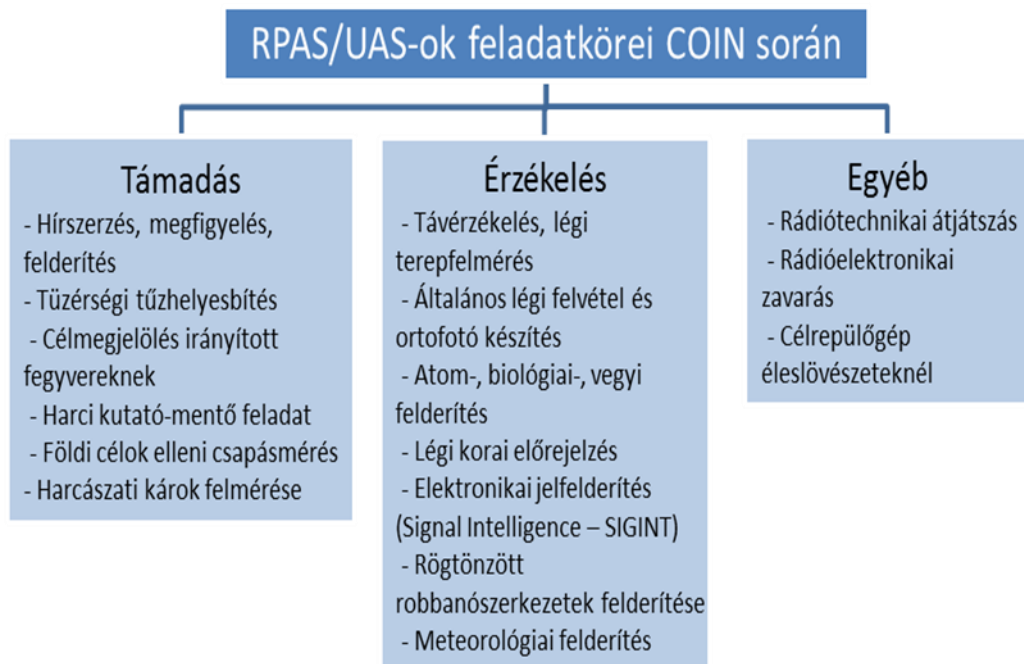 RPAS/UAS-ok feladatkörei COIN során
Támadás
- Hírszerzés, megfigyelés,
felderítés
- Tüzérségi tűzhelyesbítés
- Célmegjelölés irányított
fegyvereknek
- Harci kutató-mentő feladat
- Földi célok elleni csapásmérés
- Harcászati károk felmérése
Érzékelés
- Távérzékelés, légi
terepfelmérés
- Általános légi felvétel és
ortofotó készítés
- Atom-, biológiai-, vegyi
felderítés
- Légi korai előrejelzés
- Elektronikai jelfelderítés
(Signal Intelligence – SIGINT)
- Rögtönzött
robbanószerkezetek felderítése
- Meteorológiai felderítés
Egyéb
- Rádiótechnikai átjátszás
- Rádióelektronikai
zavarás
- Célrepülőgép
éleslövészeteknél